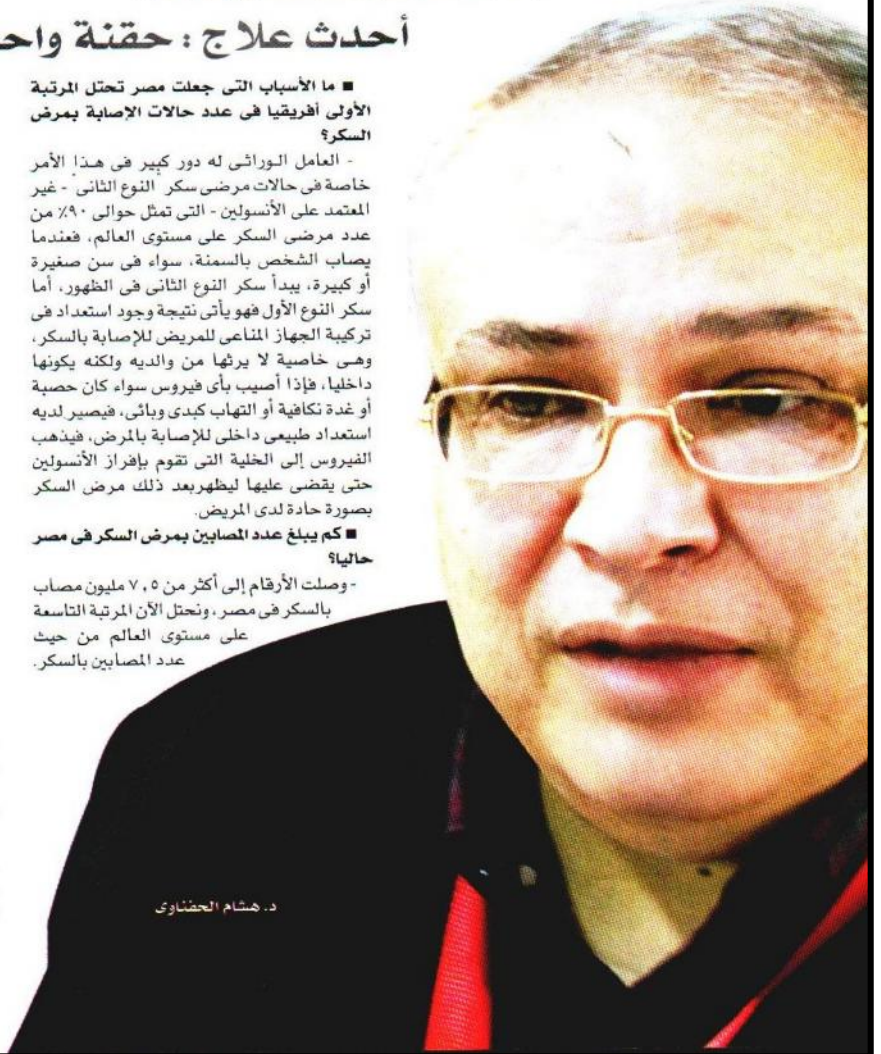 أحدث علاج : حقنة واحـ
■ ما الأسباب التى جعلت مصر تحتل المرتبة
الأولى أفريقيا فى عدد حالات الإصابة بمرض
السكر؟
- العامل الوراثى له دور كبير فى هذا الأمر
خاصة فى حالات مرضى سكر النوع الثانى - غير
المعتمد على الأنسولين - التى تمثل حوالى ٩٠٪ من
عدد مرضى السكر على مستوى العالم، فعندما
يصاب الشخص بالسمنة، سواء فى سن صغيرة
أو كبيرة، يبدأ سكر النوع الثانى فى الظهور، أما
سكر النوع الأول فهو يأتى نتيجة وجود استعداد فى
تركيبة الجهاز المناعى للمريض للإصابة بالسكر،
وهى خاصية لا يرثها من والديه ولكنه يكونها
داخليا، فإذا أصيب بأى فيروس سواء كان حصبة
أو غدة نكافية أو التهاب كبدى وبائى، فيصير لديه
استعداد طبيعى داخلى للإصابة بالمرض، فيذهب
الفيروس إلى الخلية التى تقوم بإفراز الأنسولين
حتى يقضى عليها ليظهربعد ذلك مرض السكر
بصورة حادة لدى المريض.
■ كم يبلغ عدد المصابين بمرض السكر فى مصر
حاليا؟
- وصلت الأرقام إلى أكثر من ٧,٥ مليون مصاب
بالسكر فى مصر، ونحتل الآن المرتبة التاسعة
على مستوى العالم من حيث
عدد المصابين بالسكر.
د. هشام الحفناوى